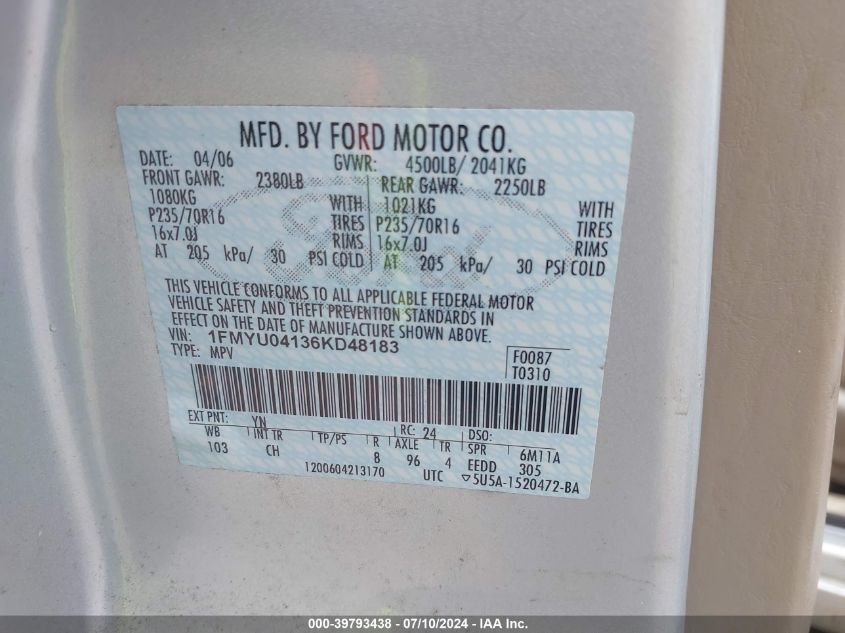 MFD. BY FORD MOTOR CO.
DATE: 04/06 GVWR: 4500LB/ 2041KG
FRONT GAWR: 2380LB REAR GAWR: 2250LB
1080KG WITH 1021KG WITH
P235/70R16 TIRES P235/70R16 TIRES
16x7.0J RIMS 16x7.0J RIMS
AT 205 kPa/ 30 PSI COLD AT 205 kPa/ 30 PSI COLD
THIS VEHICLE CONFORMS TO ALL APPLICABLE FEDERAL MOTOR
VEHICLE SAFETY AND THEFT PREVENTION STANDARDS IN
EFFECT ON THE DATE OF MANUFACTURE SHOWN ABOVE.
VIN: 1FMYU04136KD48183 F0087
TYPE: MPV T0310
EXT PNT: YN RC: 24 DSO:
WB INT TR TP/PS R AXLE TR SPR 6M11A
103 CH 8 96 4 EEDD 305
1200604213170 UTC ▽5U5A-1520472-BA
Ford
000-39793438 - 07/10/2024 - IAA Inc.